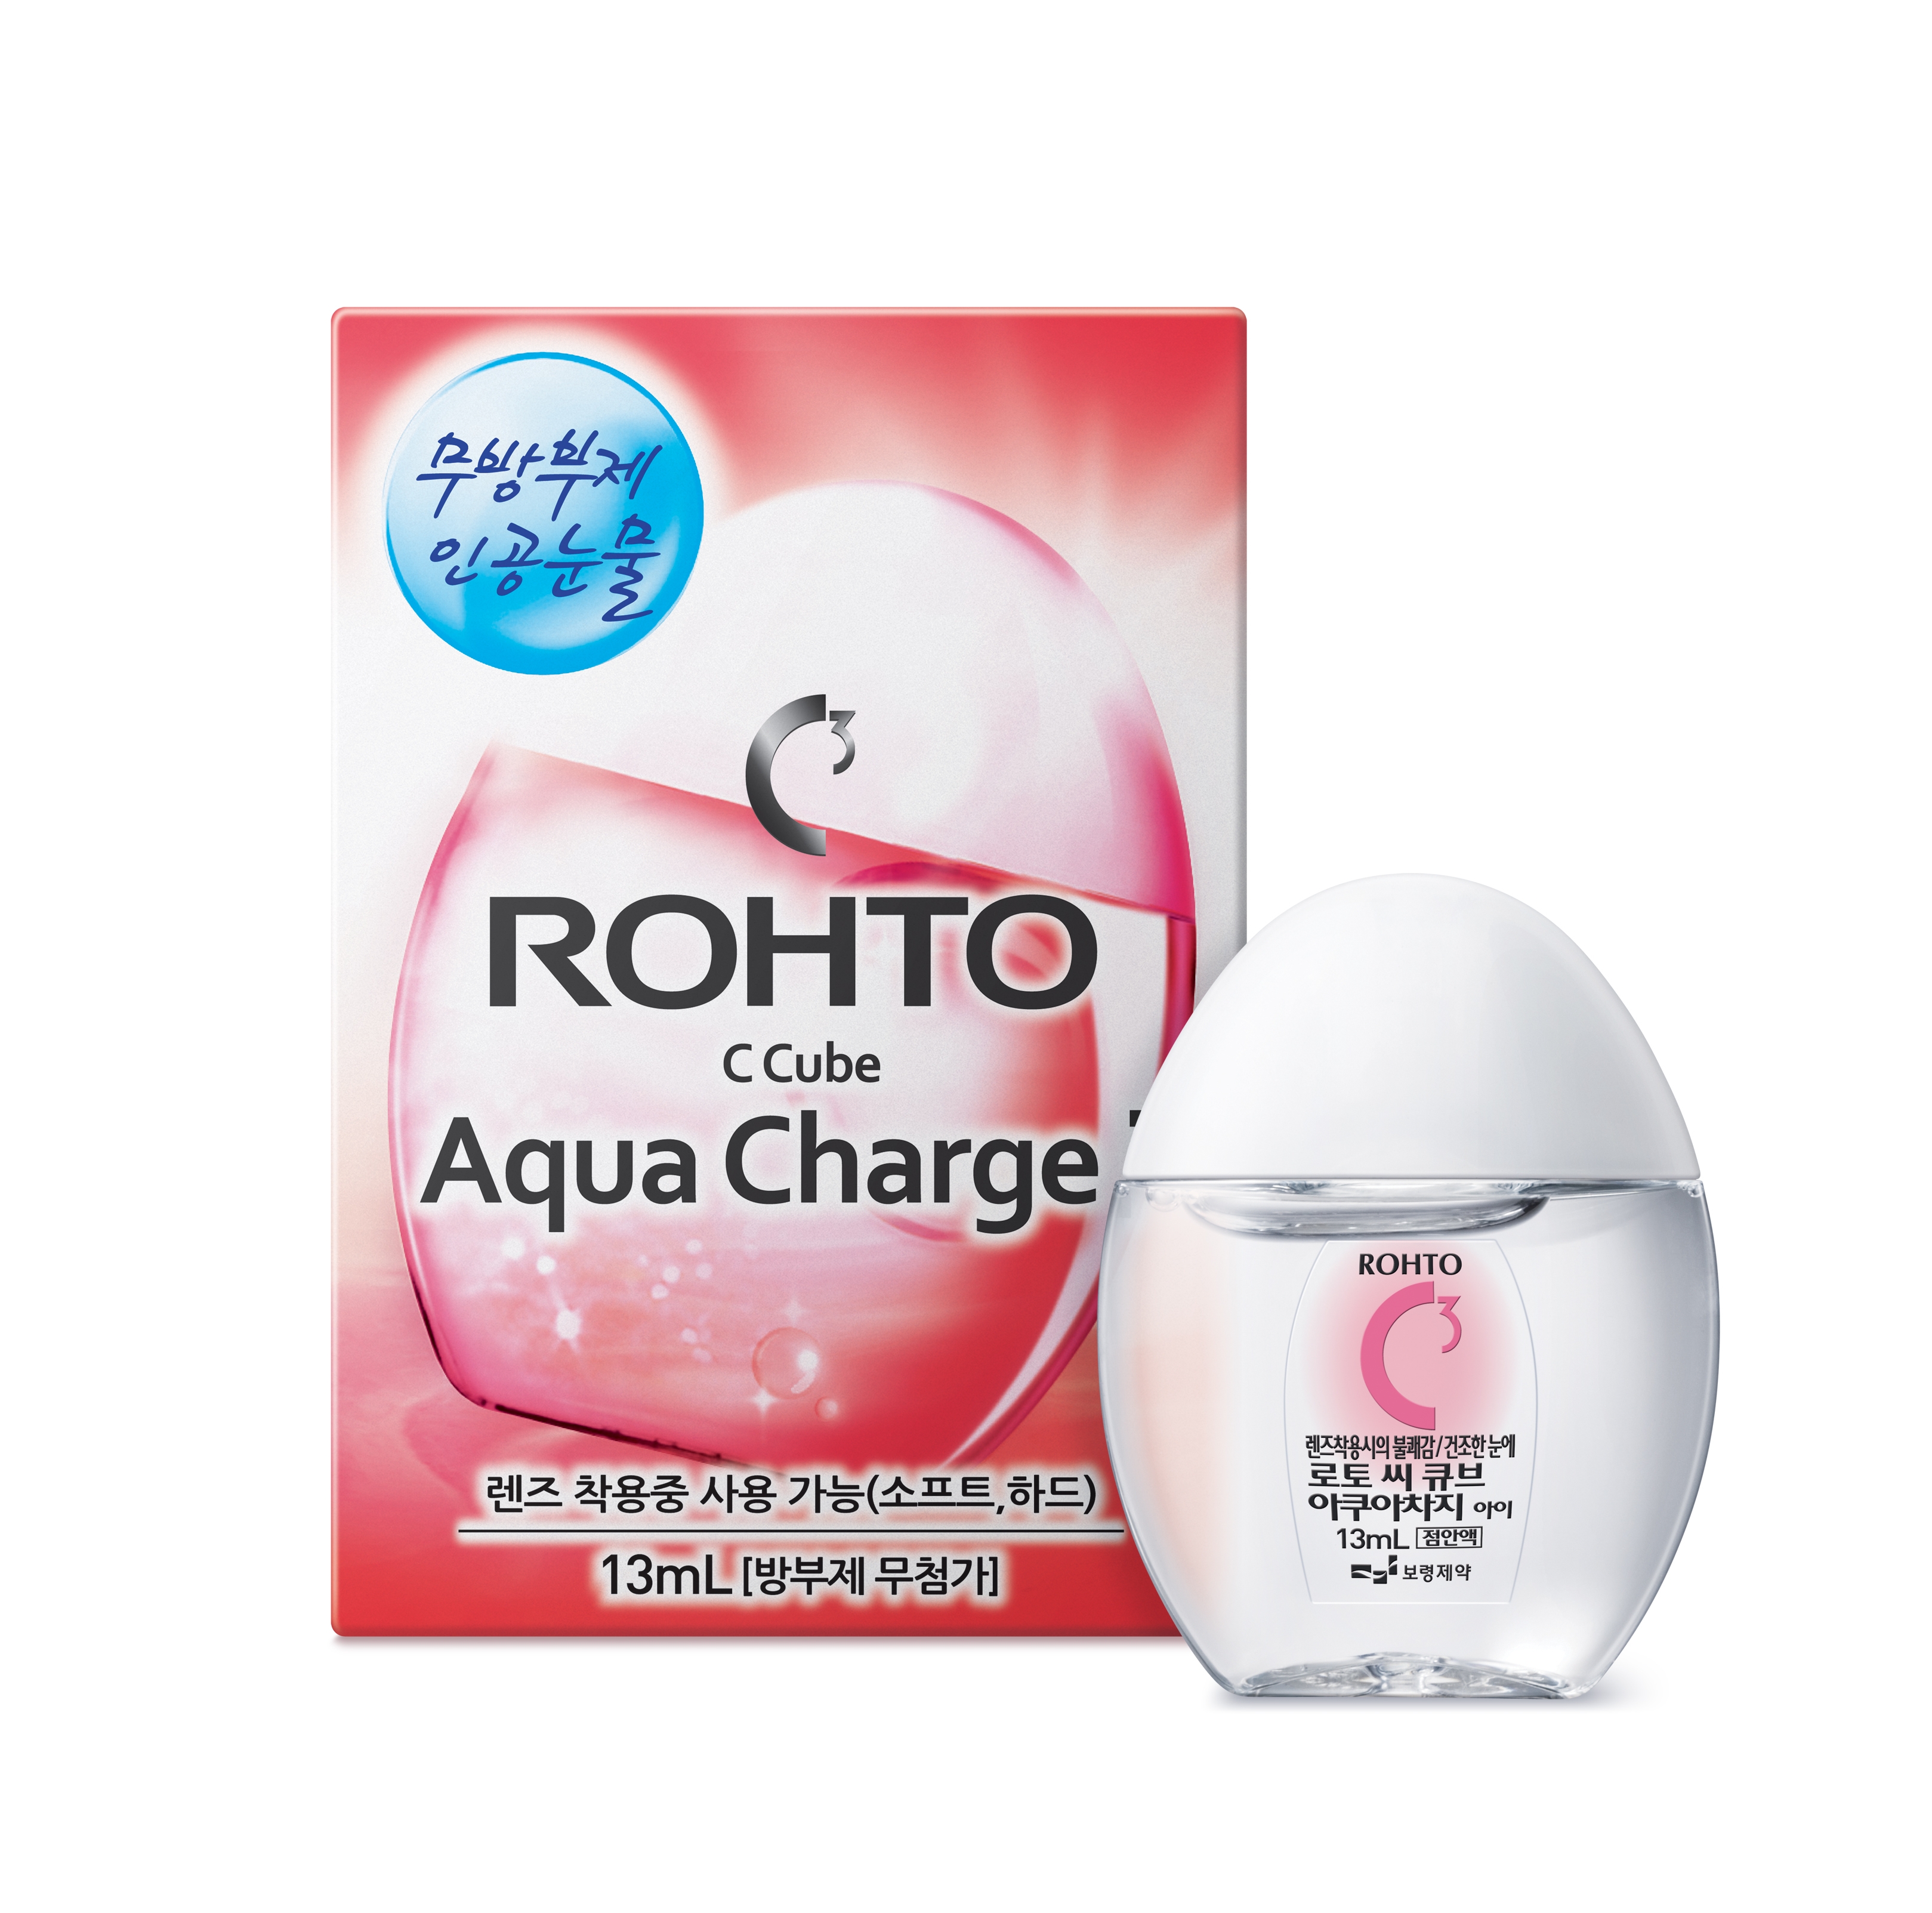 무방부제
인공눈물
C3
ROHTO
C Cube
Aqua Charge
렌즈 착용중 사용 가능(소프트,하드)
13mL [방부제 무첨가]
ROHTO
C3
렌즈착용시의 불쾌감/건조한 눈에
로토 씨 큐브
아쿠아차지 아이
13mL 점안액
보령제약